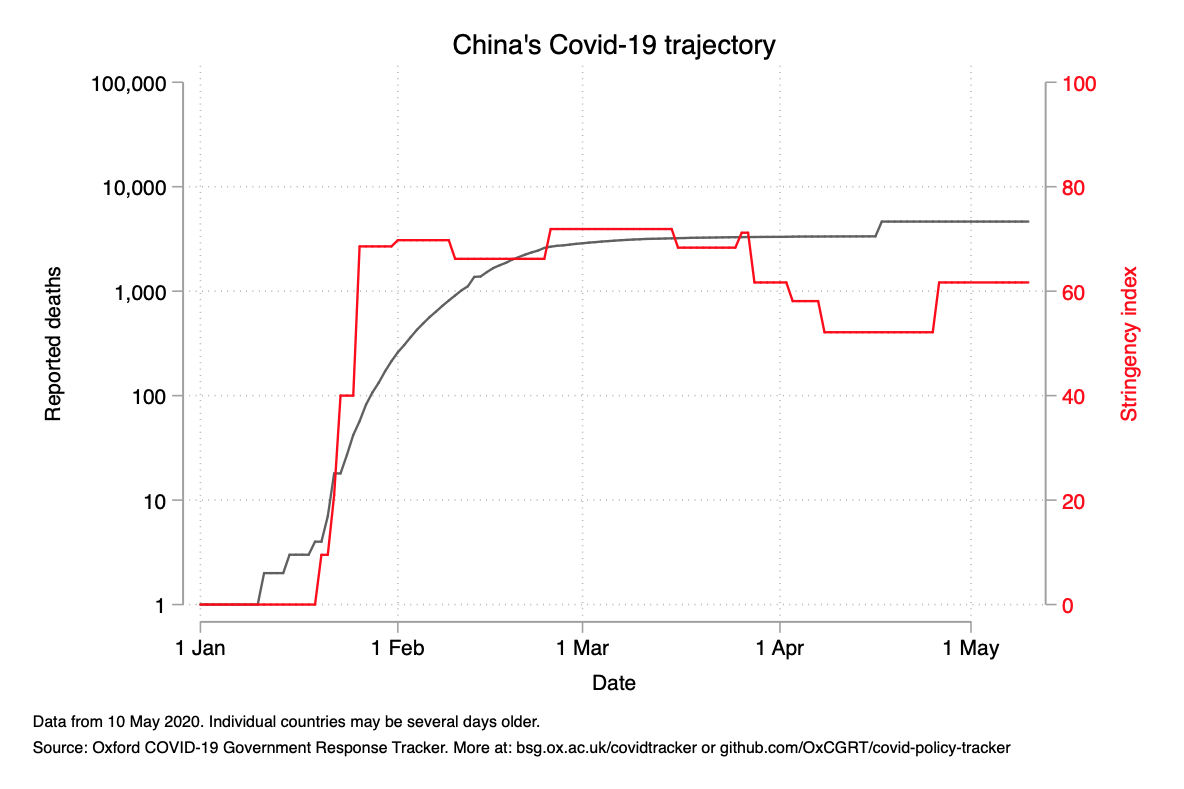 China's Covid-19 trajectory
100,000
10,000
1,000
100
10
1
Reported deaths
100
80
60
40
20
0
Stringency index
1 Jan 1 Feb 1 Mar 1 Apr 1 May
Date
Data from 10 May 2020. Individual countries may be several days older.
Source: Oxford COVID-19 Government Response Tracker. More at: bsg.ox.ac.uk/covidtracker or github.com/OxCGRT/covid-policy-tracker